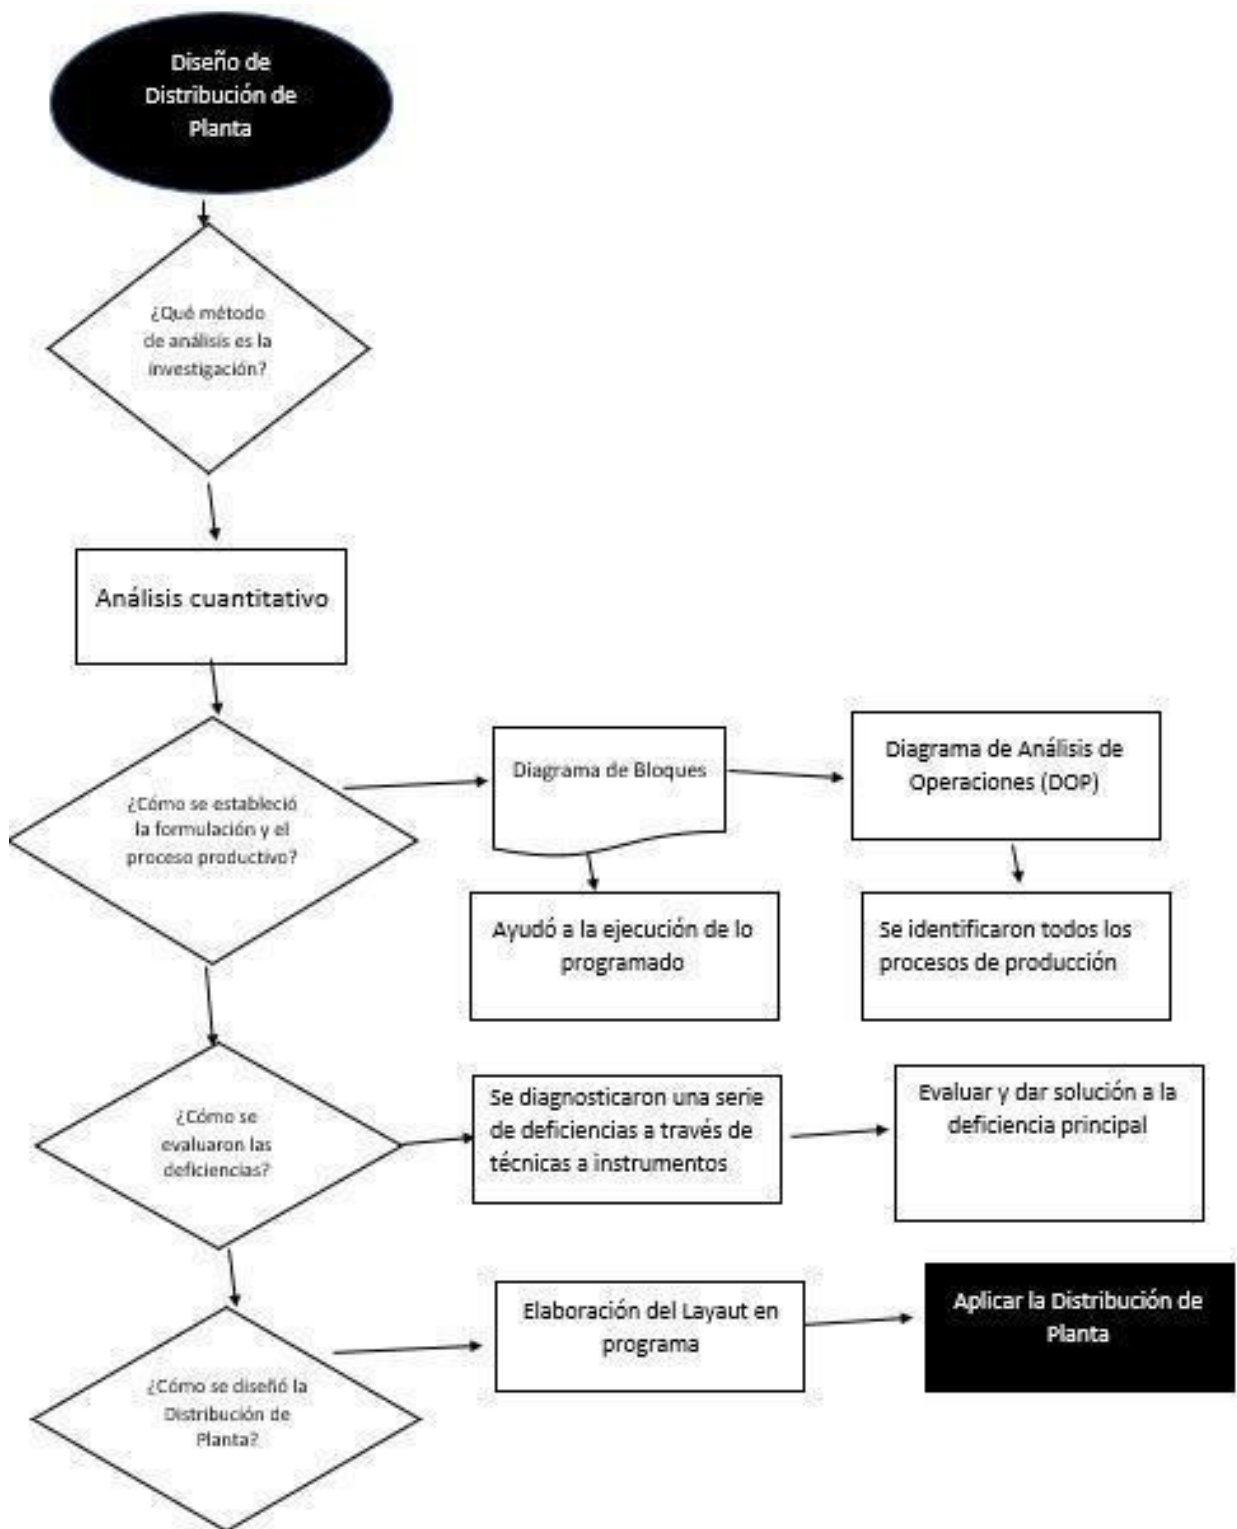 Diseño de
Distribución de
Planta
¿Qué método
de análisis es la
investigación?
Análisis cuantitativo
¿Cómo se estableció
la formulación y el
proceso productivo?
Diagrama de Bloques
Diagrama de Análisis de
Operaciones (DOP)
Ayudó a la ejecución de lo
programado
Se identificaron todos los
procesos de producción
¿Cómo se
evaluaron las
deficiencias?
Se diagnosticaron una serie
de deficiencias a través de
técnicas a instrumentos
Evaluar y dar solución a la
deficiencia principal
¿Cómo se diseñó la
Distribución de
Planta?
Elaboración del Layaut en
programa
Aplicar la Distribución de
Planta